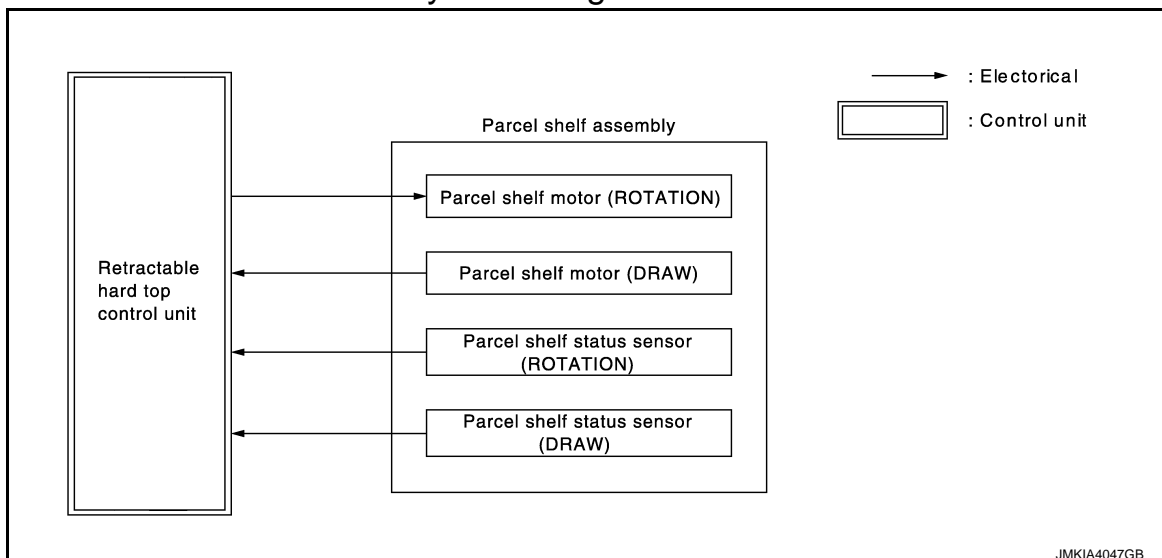 : Electorical
: Control unit
Parcel shelf assembly
Parcel shelf motor (ROTATION)
Parcel shelf motor (DRAW)
Retractable
hard top
control unit
Parcel shelf status sensor
(ROTATION)
Parcel shelf status sensor
(DRAW)
JMKIA4047GB